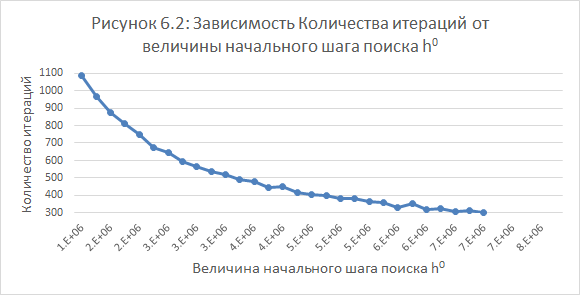 Рисунок 6.2: Зависимость Количества итераций от
величины начального шага поиска h⁰
1100
1000
900
800
700
600
500
400
300
Количество итераций
1.E+06
2.E+06
2.E+06
3.E+06
3.E+06
3.E+06
4.E+06
4.E+06
5.E+06
5.E+06
5.E+06
6.E+06
6.E+06
7.E+06
7.E+06
7.E+06
8.E+06
Величина начального шага поиска h⁰